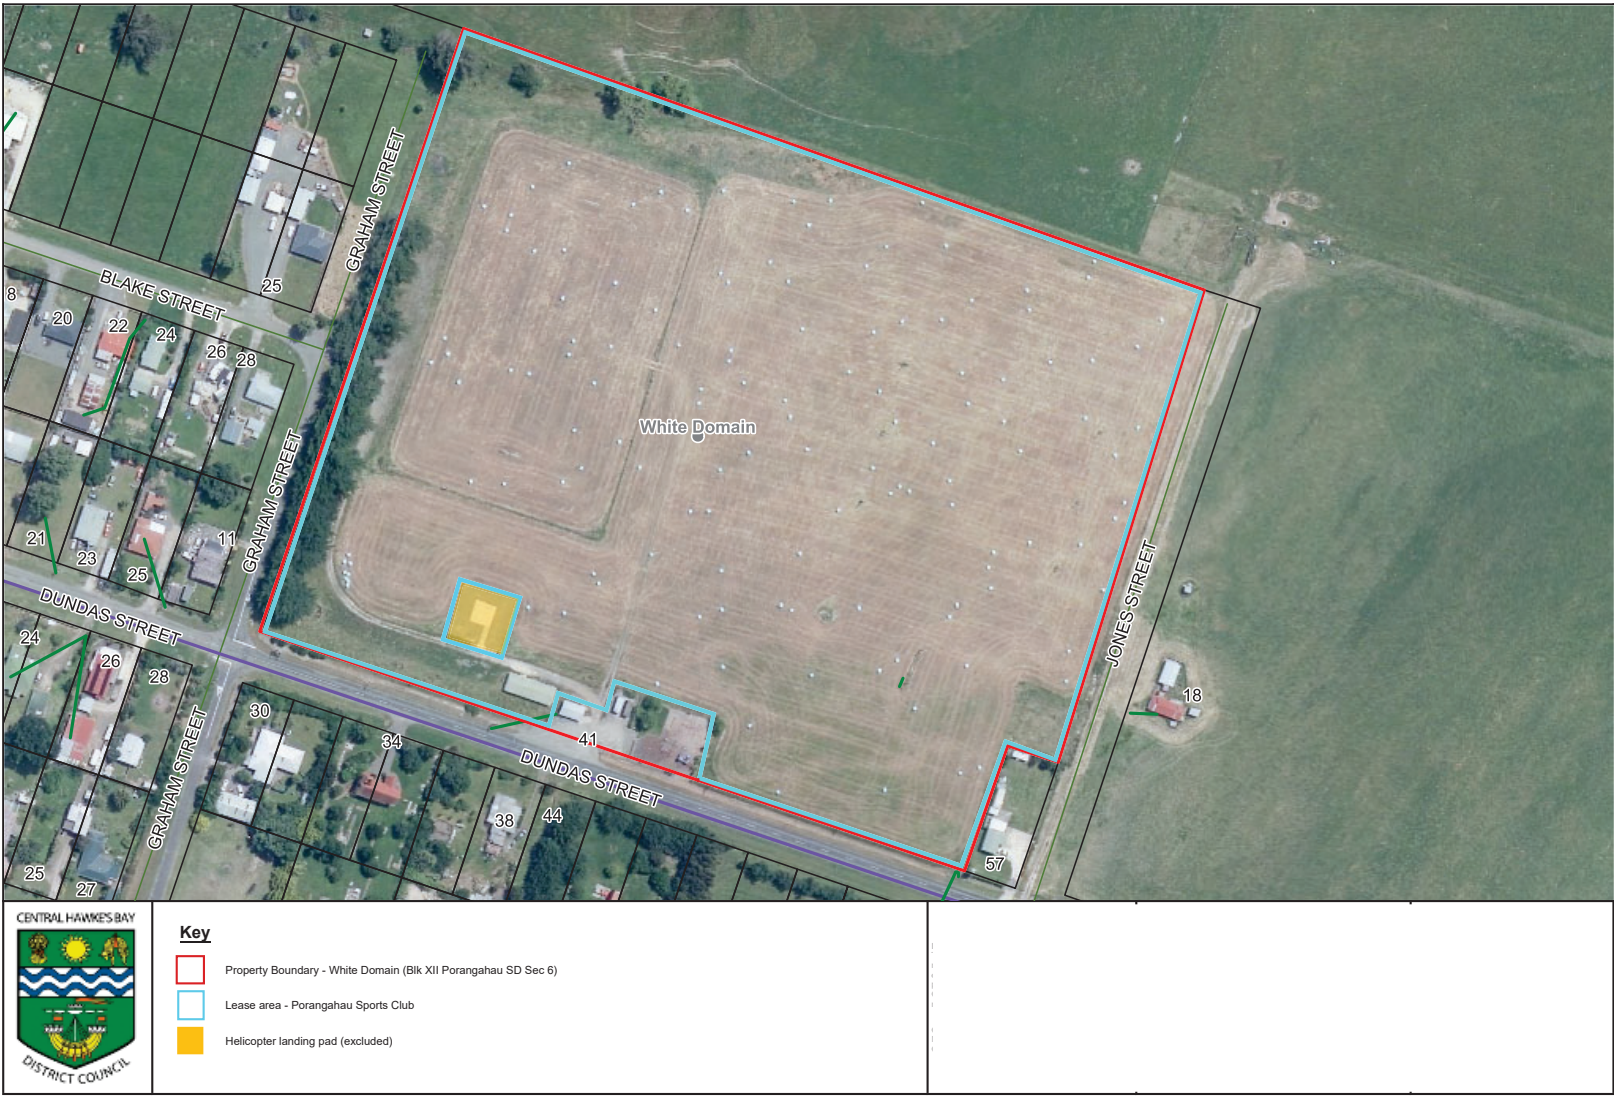 GRAHAM STREET
BLAKE STREET
25
8
20
22
24
26
28
White Domain
GRAHAM STREET
21
23
25
11
DUNDAS STREET
JONES STREET
24
26
28
18
30
34
41
DUNDAS STREET
GRAHAM STREET
38
44
57
25
27
CENTRAL HAWKE'S BAY
DISTRICT COUNCIL
Key
Property Boundary - White Domain (Blk XII Porangahau SD Sec 6)
Lease area - Porangahau Sports Club
Helicopter landing pad (excluded)